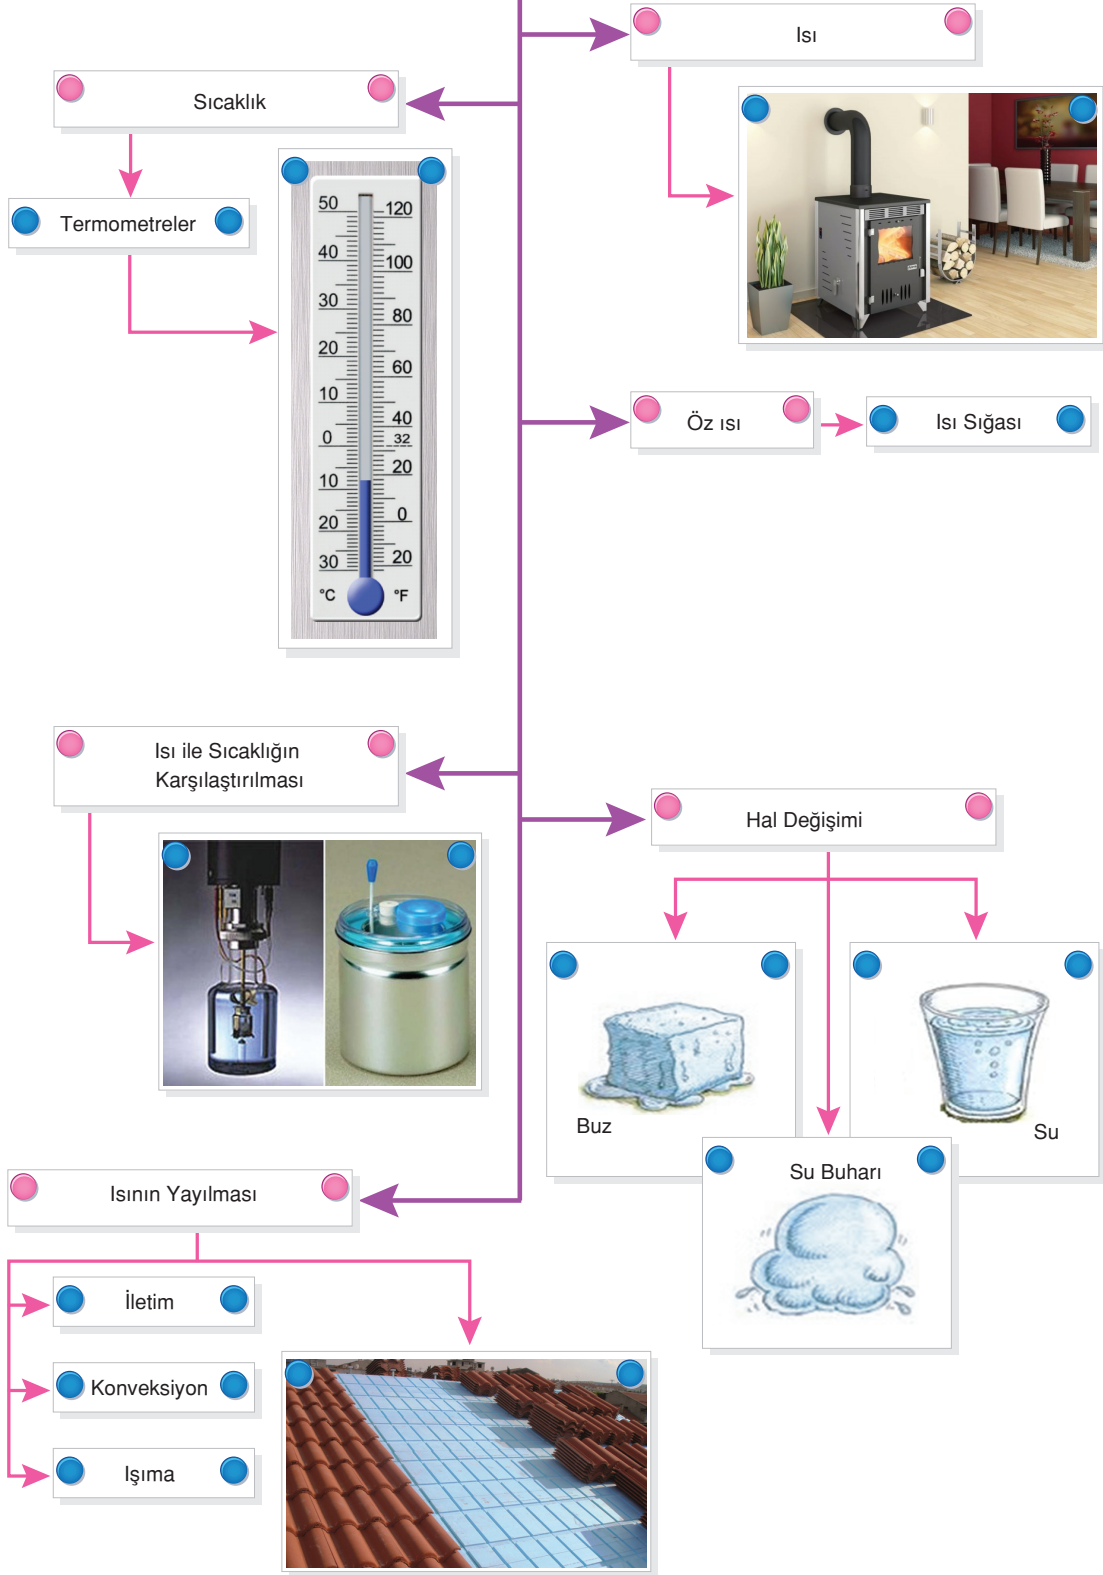 Isı
Sıcaklık
Termometreler
50 120
40 100
30 80
20 60
10 40
0 32
10 20
20 0
30 20
°C °F
Öz ısı
Isı Sığası
Isı ile Sıcaklığın
Karşılaştırılması
Hal Değişimi
Buz
Su
Su Buharı
Isının Yayılması
İletim
Konveksiyon
Işıma